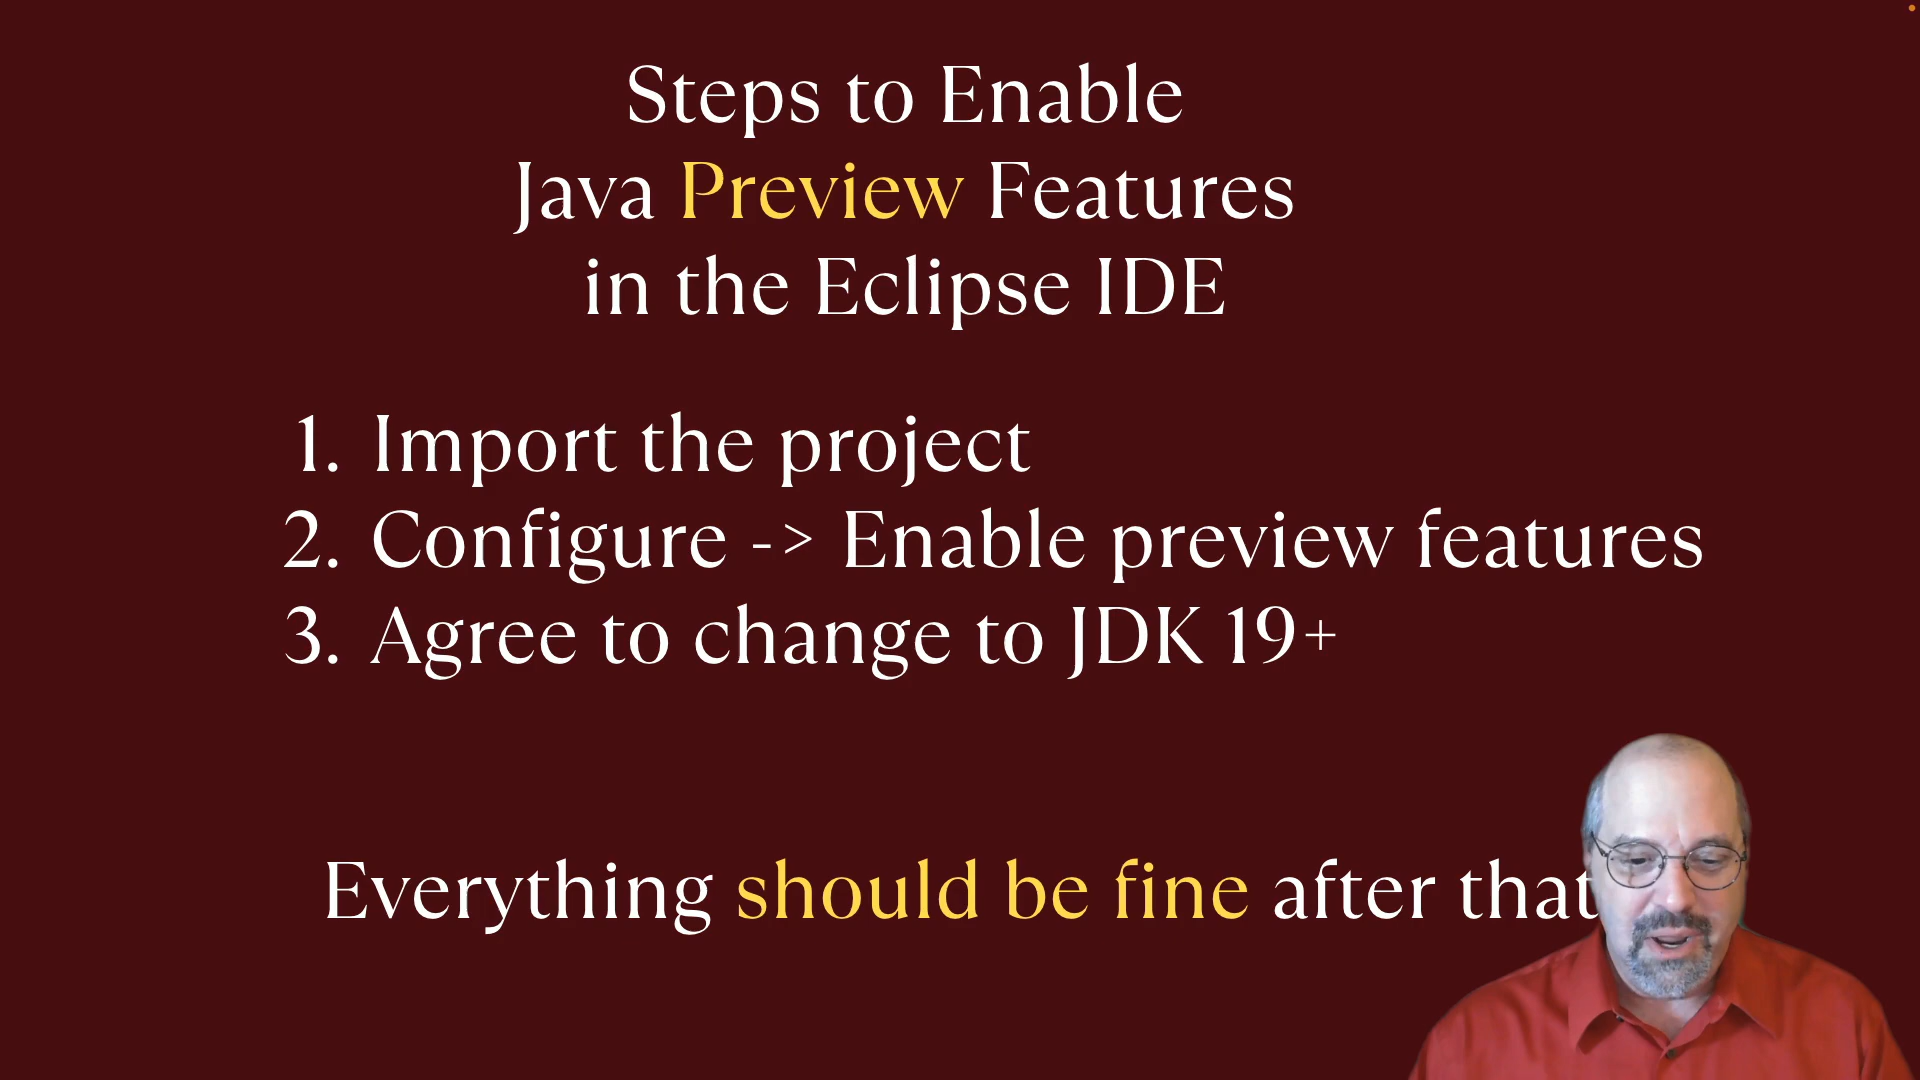 Steps to Enable
Java Preview Features
in the Eclipse IDE
1. Import the project
2. Configure -> Enable preview features
3. Agree to change to JDK 19+
Everything should be fine after that